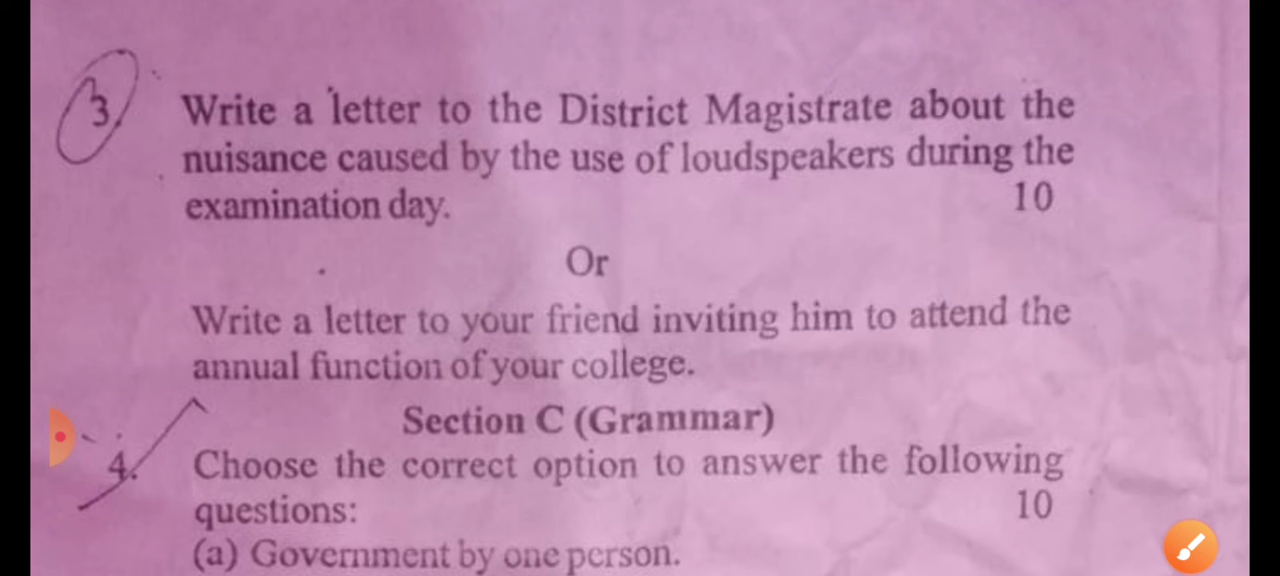 3 Write a letter to the District Magistrate about the
nuisance caused by the use of loudspeakers during the
examination day. 10
Or
Write a letter to your friend inviting him to attend the
annual function of your college.
Section C (Grammar)
4. Choose the correct option to answer the following
questions: 10
(a) Government by one person.